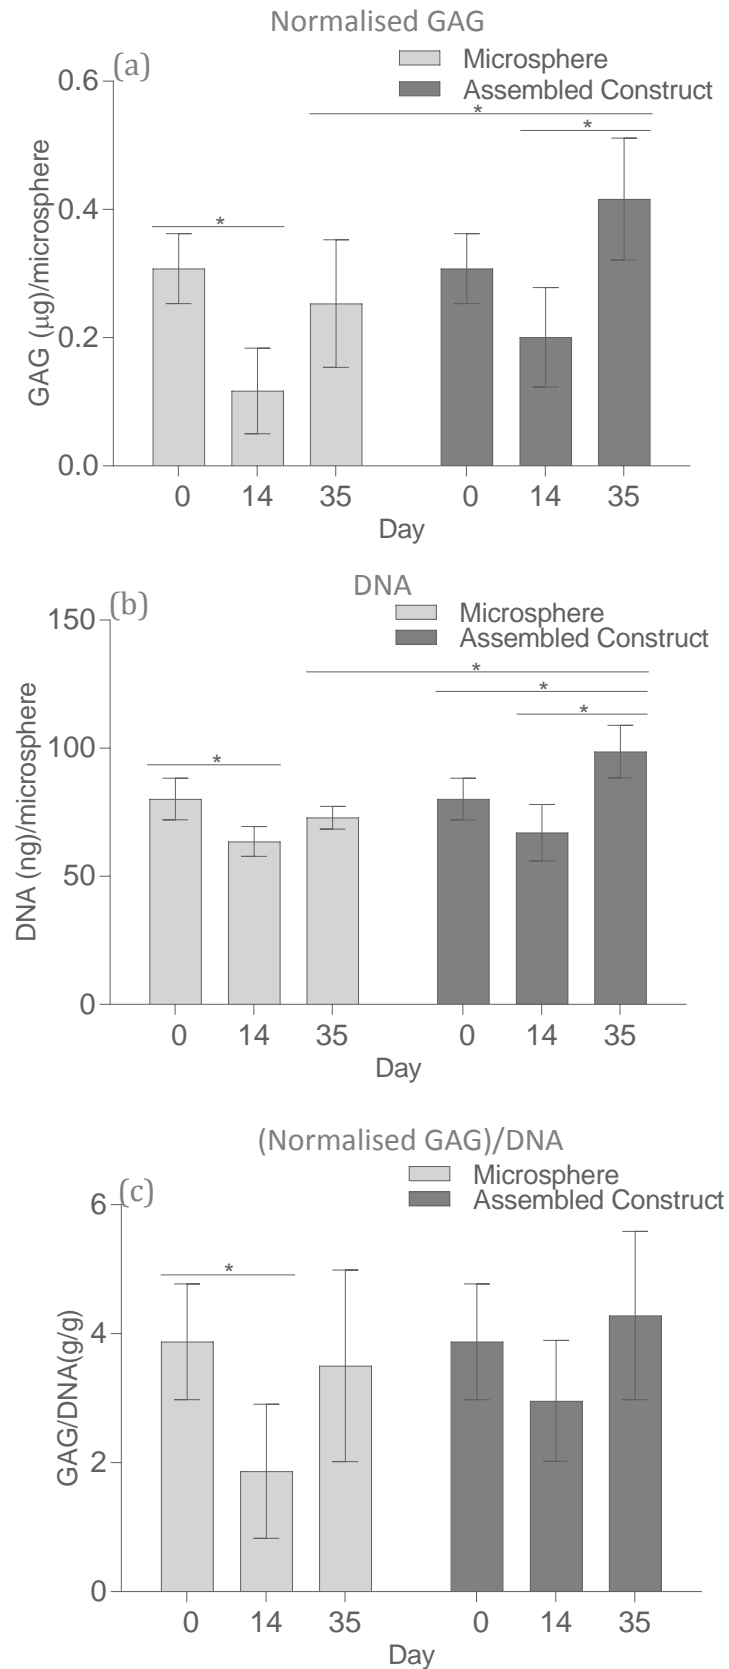 Normalised GAG
(a)
Microsphere
Assembled Construct
0.6
*
*
0.4
*
0.2
0.0
GAG (μg)/microsphere
0 14 35 0 14 35
Day
DNA
(b)
Microsphere
Assembled Construct
150
*
*
*
*
100
50
0
DNA (ng)/microsphere
0 14 35 0 14 35
Day
(Normalised GAG)/DNA
(c)
Microsphere
Assembled Construct
6
*
4
2
0
GAG/DNA(g/g)
0 14 35 0 14 35
Day